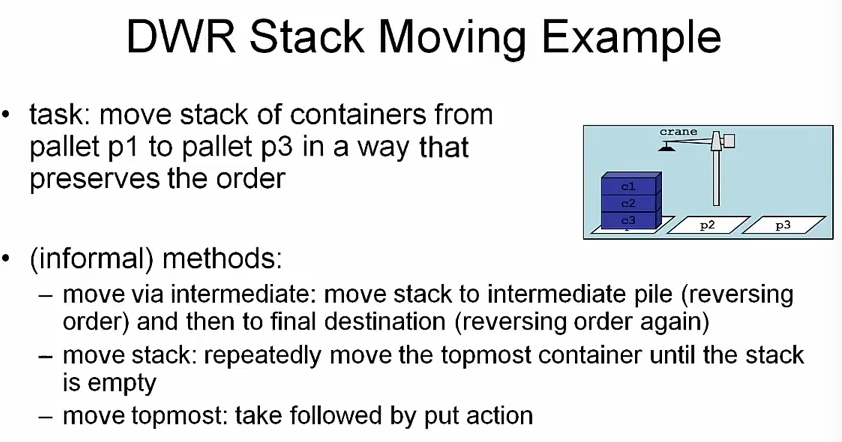 DWR Stack Moving Example
• task: move stack of containers from
pallet p1 to pallet p3 in a way that
preserves the order
crane
c1
c2
c3
p2
p3
• (informal) methods:
– move via intermediate: move stack to intermediate pile (reversing
order) and then to final destination (reversing order again)
– move stack: repeatedly move the topmost container until the stack
is empty
– move topmost: take followed by put action